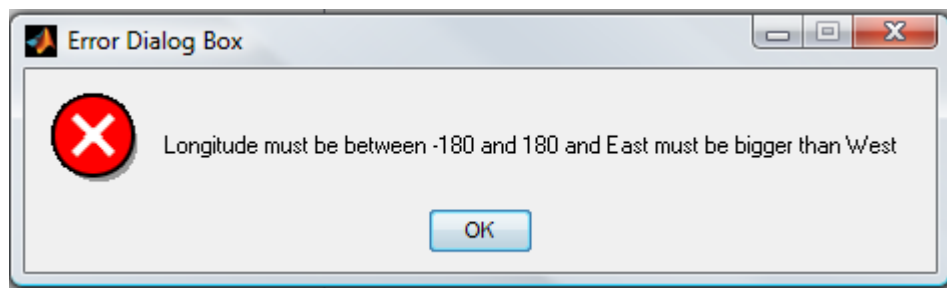 Error Dialog Box
Longitude must be between -180 and 180 and East must be bigger than West
OK